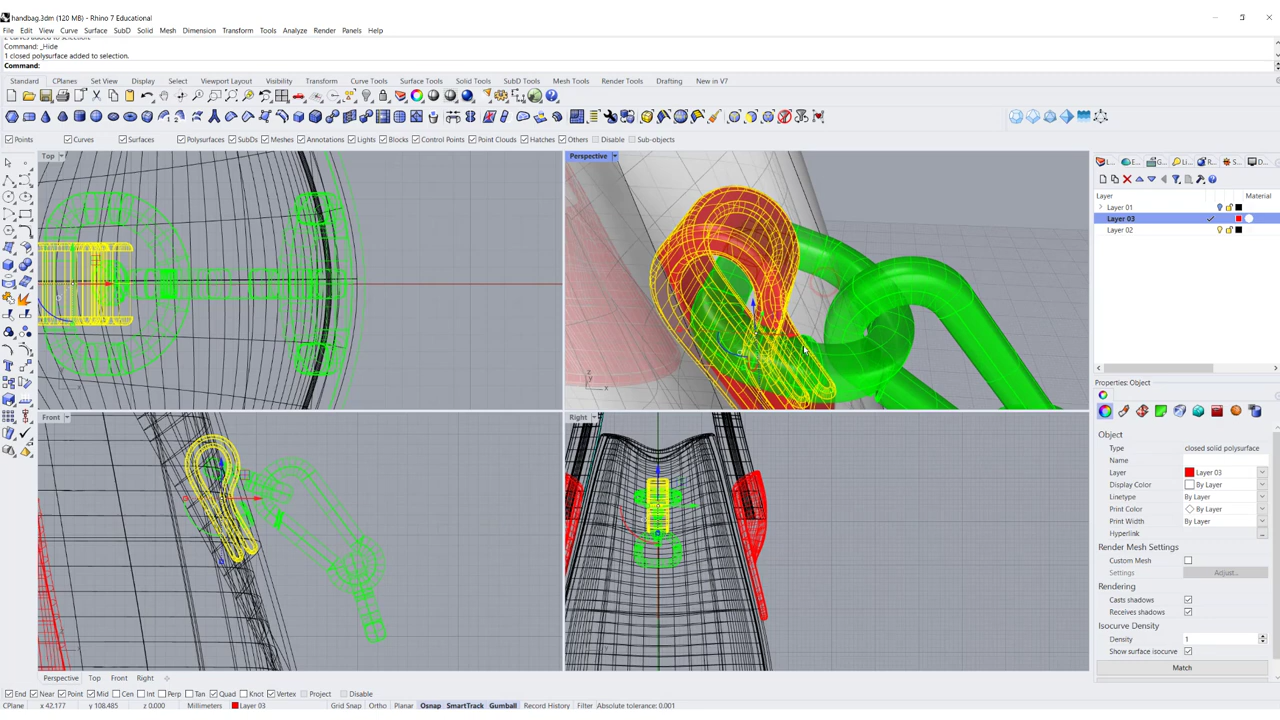 handbag.3dm (120 MB) - Rhino 7 Educational
File Edit View Curve Surface SubD Solid Mesh Dimension Transform Tools Analyze Render Panels Help
2 curves added to selection.
Command: _Hide
1 closed polysurface added to selection.
Command:
Standard CPlanes Set View Display Select Viewport Layout Visibility Transform Curve Tools Surface Tools Solid Tools SubD Tools Mesh Tools Render Tools Drafting New in V7
Points Curves Surfaces Polysurfaces SubDs Meshes Annotations Lights Blocks Control Points Point Clouds Hatches Others Disable Sub-objects
Top
Perspective
Front
Right
z
y
x
L... E... G... Li... R... S... D...
Layer Material
Layer 01
Layer 03
Layer 02
Properties: Object
Object
Type closed solid polysurface
Name
Layer Layer 03
Display Color By Layer
Linetype By Layer
Print Color By Layer
Print Width By Layer
Hyperlink ...
Render Mesh Settings
Custom Mesh
Settings Adjust...
Rendering
Casts shadows
Receives shadows
Isocurve Density
Density 1
Show surface isocurve
Match
Perspective Top Front Right
End Near Point Mid Cen Int Perp Tan Quad Knot Vertex Project Disable
CPlane x 42.177 y 108.485 z 0.000 Millimeters Layer 03 Grid Snap Ortho Planar Osnap SmartTrack Gumball Record History Filter Absolute tolerance: 0.001